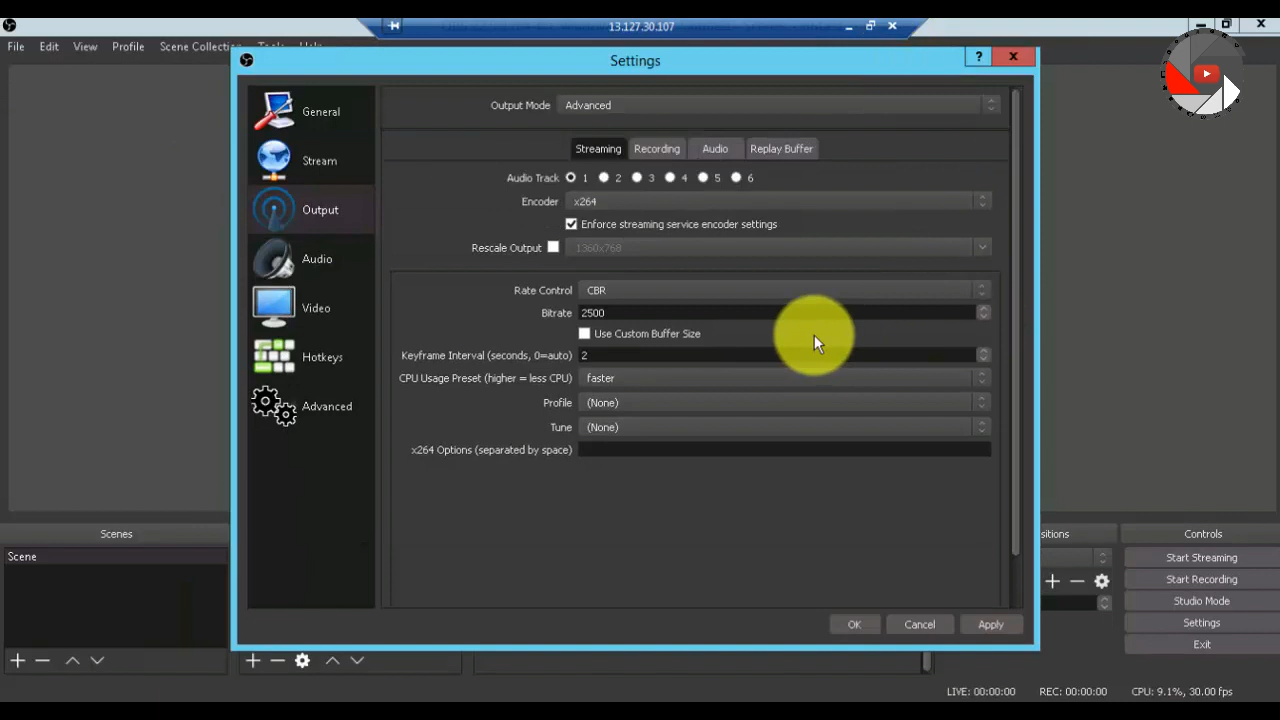 13.127.30.107
File Edit View Profile Scene Collection Tools Help
Settings
?
General
Stream
Output
Audio
Video
Hotkeys
Advanced
Output Mode Advanced
Streaming Recording Audio Replay Buffer
Audio Track 1 2 3 4 5 6
Encoder x264
Enforce streaming service encoder settings
Rescale Output 1360x768
Rate Control CBR
Bitrate 2500
Use Custom Buffer Size
Keyframe Interval (seconds, 0=auto) 2
CPU Usage Preset (higher = less CPU) faster
Profile (None)
Tune (None)
x264 Options (separated by space)
OK Cancel Apply
Scenes
Scene
sitions
Controls
Start Streaming
Start Recording
Studio Mode
Settings
Exit
LIVE: 00:00:00 REC: 00:00:00 CPU: 9.1%, 30.00 fps